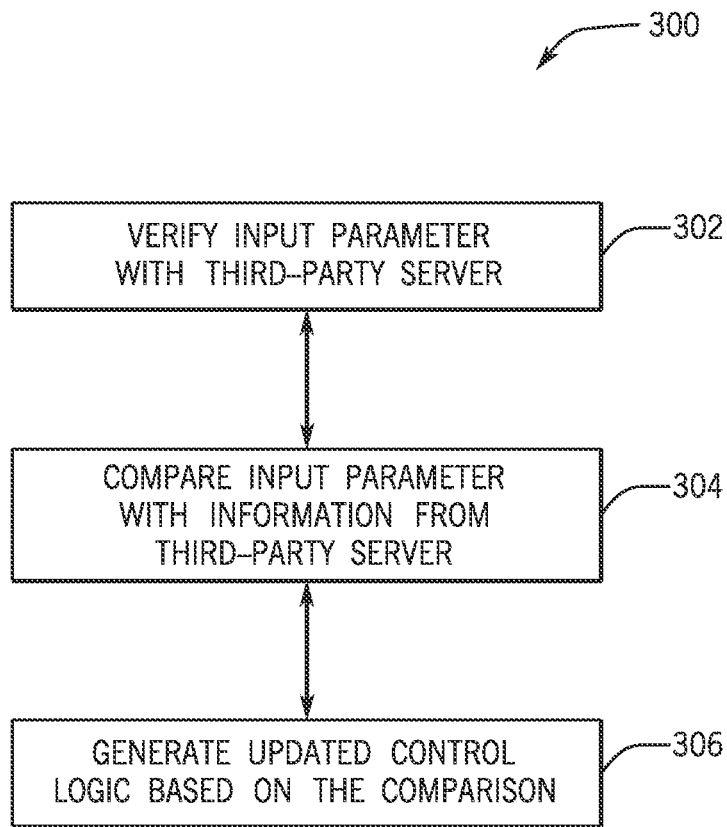 300
VERIFY INPUT PARAMETER
WITH THIRD-PARTY SERVER
302
COMPARE INPUT PARAMETER
WITH INFORMATION FROM
THIRD-PARTY SERVER
304
GENERATE UPDATED CONTROL
LOGIC BASED ON THE COMPARISON
306